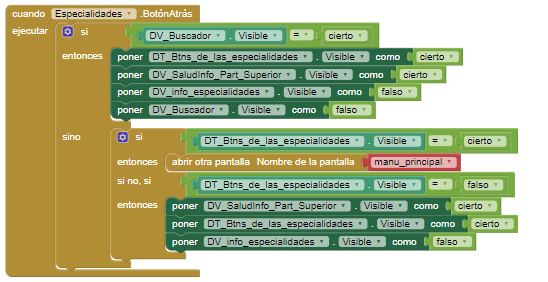 cuando Especialidades .BotónAtrás
ejecutar si DV_Buscador . Visible = cierto
entonces poner DT_Btns_de_las_especialidades . Visible como cierto
poner DV_SaludInfo_Part_Superior . Visible como cierto
poner DV_info_especialidades . Visible como falso
poner DV_Buscador . Visible como falso
sino si DT_Btns_de_las_especialidades . Visible = cierto
entonces abrir otra pantalla Nombre de la pantalla manu_principal
si no, si DT_Btns_de_las_especialidades . Visible = falso
entonces poner DV_SaludInfo_Part_Superior . Visible como cierto
poner DT_Btns_de_las_especialidades . Visible como cierto
poner DV_info_especialidades . Visible como falso